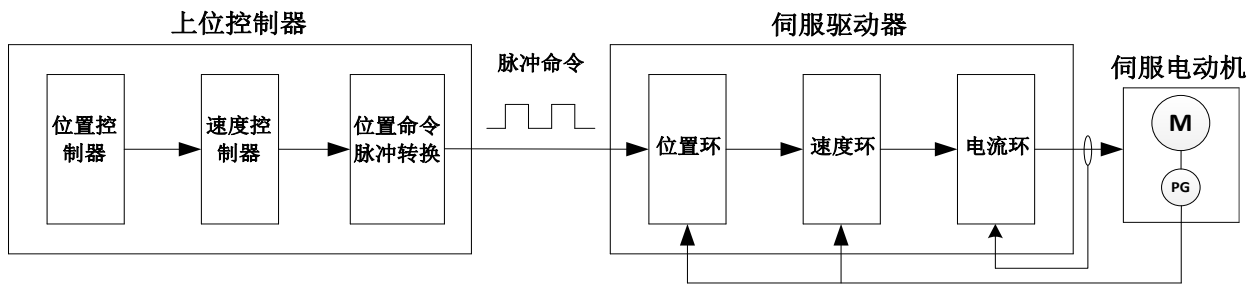 上位控制器
伺服驱动器
脉冲命令
伺服电动机
位置控
制器
速度控
制器
位置命令
脉冲转换
位置环
速度环
电流环
M
PG